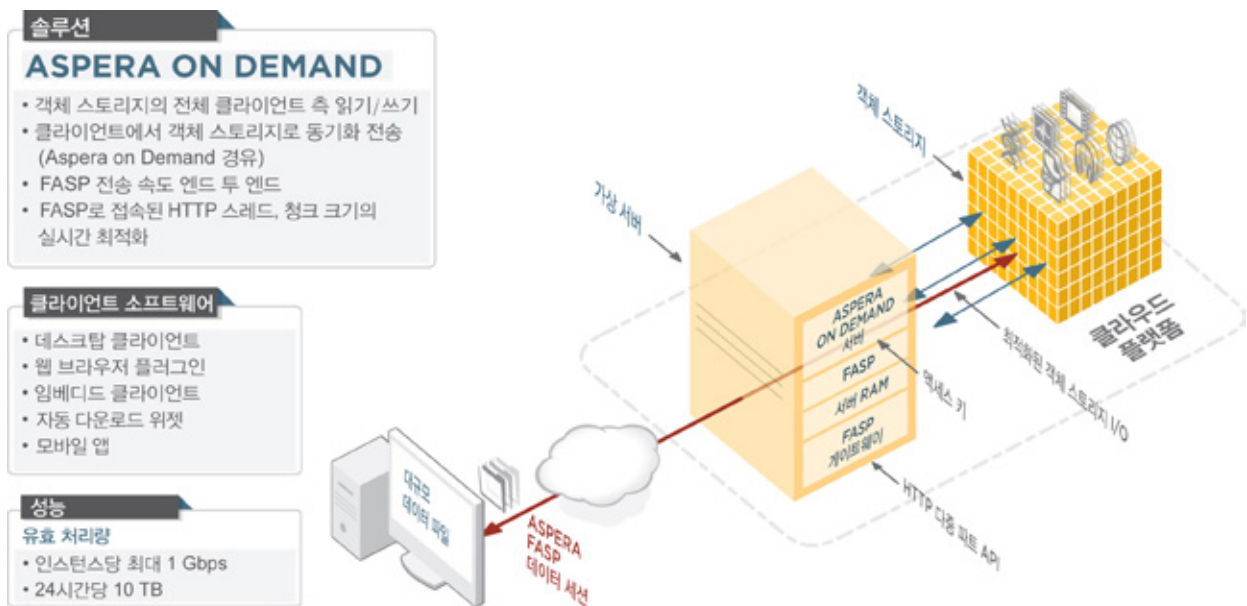 솔루션
ASPERA ON DEMAND
• 객체 스토리지의 전체 클라이언트 측 읽기/쓰기
• 클라이언트에서 객체 스토리지로 동기화 전송
(Aspera on Demand 경유)
• FASP 전송 속도 엔드 투 엔드
• FASP로 접속된 HTTP 스레드, 청크 크기의
실시간 최적화
클라이언트 소프트웨어
• 데스크탑 클라이언트
• 웹 브라우저 플러그인
• 임베디드 클라이언트
• 자동 다운로드 위젯
• 모바일 앱
성능
유효 처리량
• 인스턴스당 최대 1 Gbps
• 24시간당 10 TB
대규모
데이터 파일
ASPERA
FASP
데이터 세션
가상 서버
ASPERA
ON DEMAND
서버
FASP
서버 RAM
FASP
게이트웨이
객체 스토리지
클라우드
플랫폼
액세스 키
최적화된 객체 스토리지 I/O
HTTP 다중 파트 API